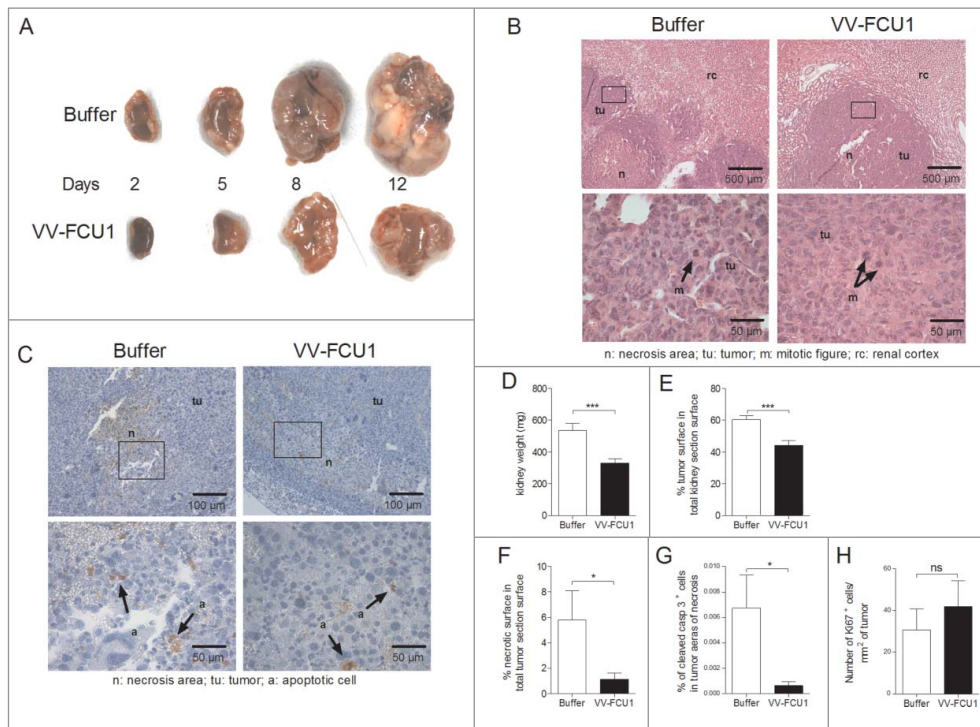 A
Buffer
Days 2 5 8 12
VV-FCU1
B
Buffer VV-FCU1
rc rc
tu
n n tu
500 µm 500 µm
tu
tu
m m
50 µm 50 µm
n: necrosis area; tu: tumor; m: mitotic figure; rc: renal cortex
C
Buffer VV-FCU1
tu tu
n
n
100 µm 100 µm
a
a a
a
50 µm 50 µm
n: necrosis area; tu: tumor; a: apoptotic cell
D
kidney weight (mg)
800
600
400
200
0
***
Buffer VV-FCU1
E
% tumor surface in
total kidney section surface
80
60
40
20
0
***
Buffer VV-FCU1
F
% necrotic surface in
total tumor section surface
10
8
6
4
2
0
*
Buffer VV-FCU1
G
% of cleaved casp 3 + cells
in tumor aeras of necrosis
0.010
0.008
0.006
0.004
0.002
0.000
*
Buffer VV-FCU1
H
Number of Ki67 + cells/
mm2 of tumor
60
40
20
0
ns
Buffer VV-FCU1